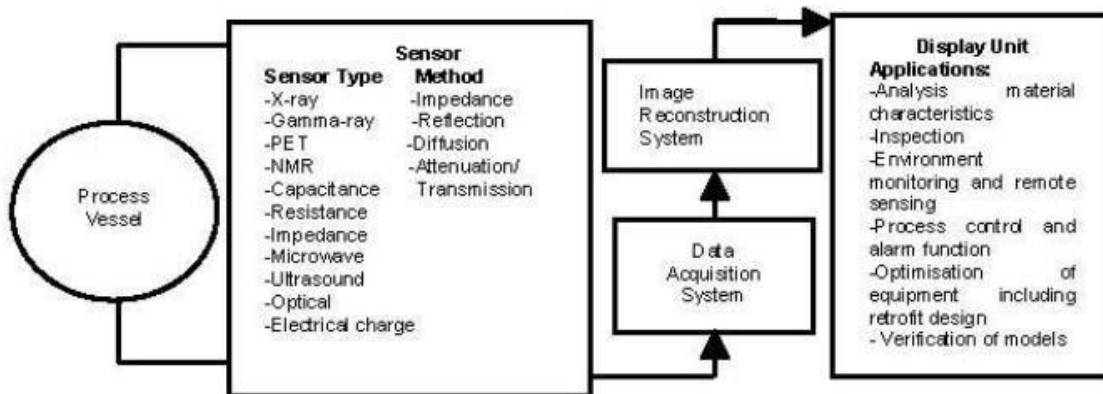 Process
Vessel
Sensor
Sensor Type Method
-X-ray -Impedance
-Gamma-ray -Reflection
-PET -Diffusion
-NMR -Attenuation/
-Capacitance Transmission
-Resistance
-Impedance
-Microwave
-Ultrasound
-Optical
-Electrical charge
Image
Reconstruction
System
Data
Acquisition
System
Display Unit
Applications:
-Analysis material
characteristics
-Inspection
-Environment
monitoring and remote
sensing
-Process control and
alarm function
-Optimisation of
equipment including
retrofit design
- Verification of models